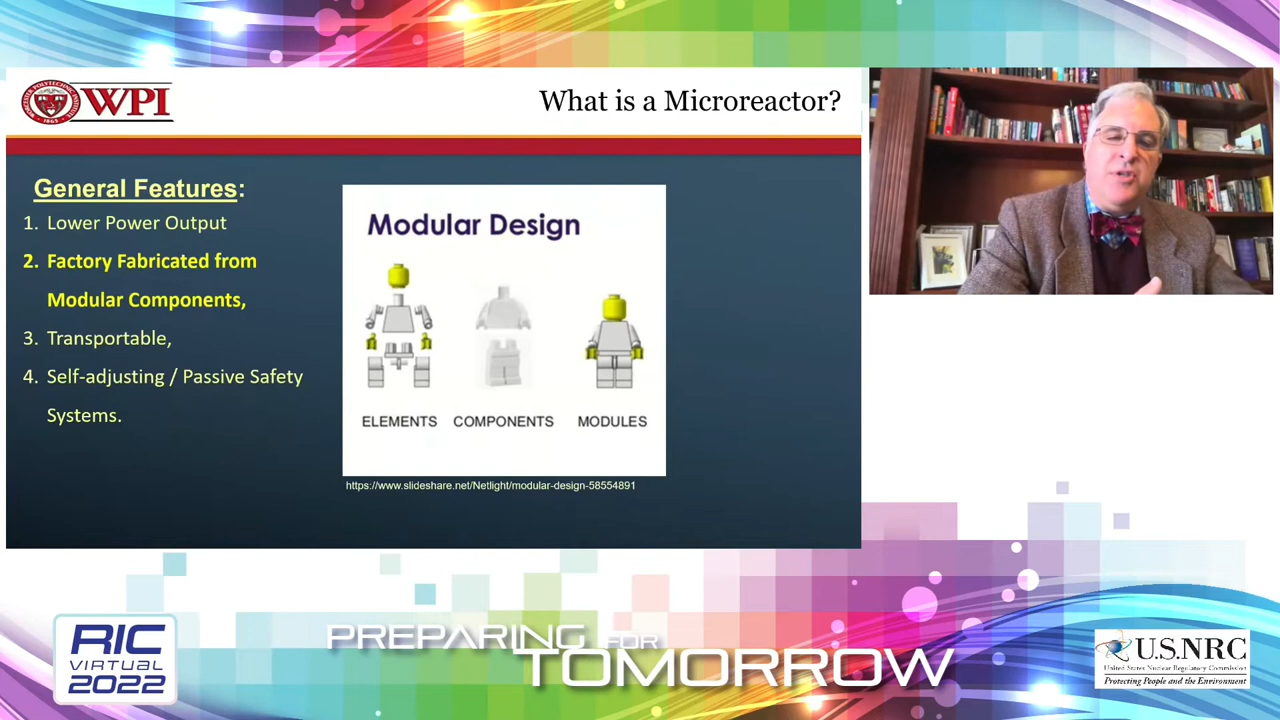 WPI
What is a Microreactor?
General Features:
1. Lower Power Output
2. Factory Fabricated from
Modular Components,
3. Transportable,
4. Self-adjusting / Passive Safety
Systems.
Modular Design
ELEMENTS COMPONENTS MODULES
https://www.slideshare.net/Netlight/modular-design-58554891
RIC
VIRTUAL
2022
PREPARING FOR
TOMORROW
U.S.NRC
United States Nuclear Regulatory Commission
Protecting People and the Environment